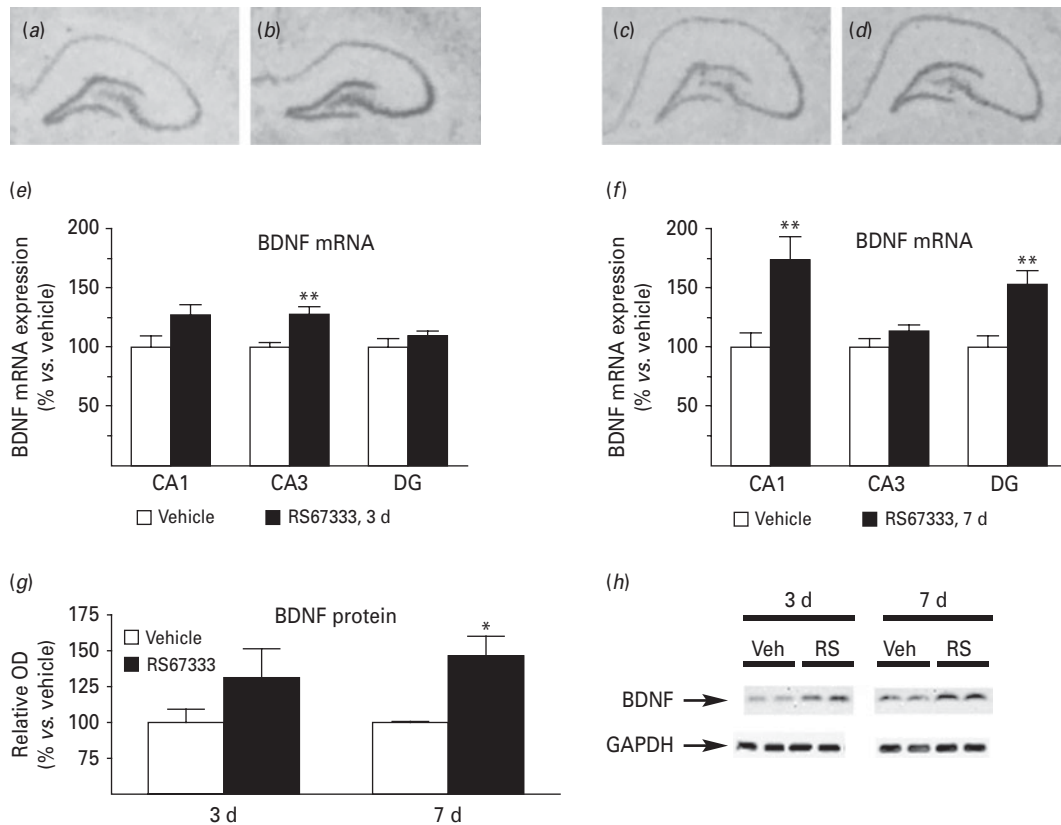 (a)
(b)
(c)
(d)
(e)
BDNF mRNA expression
(% vs. vehicle)
200
150
100
50
BDNF mRNA
**
CA1
CA3
DG
Vehicle
RS67333, 3 d
(f)
BDNF mRNA expression
(% vs. vehicle)
200
150
100
50
BDNF mRNA
**
**
CA1
CA3
DG
Vehicle
RS67333, 7 d
(g)
Relative OD
(% vs. vehicle)
175
150
125
100
75
BDNF protein
Vehicle
RS67333
*
3 d
7 d
(h)
3 d
7 d
Veh
RS
Veh
RS
BDNF
GAPDH